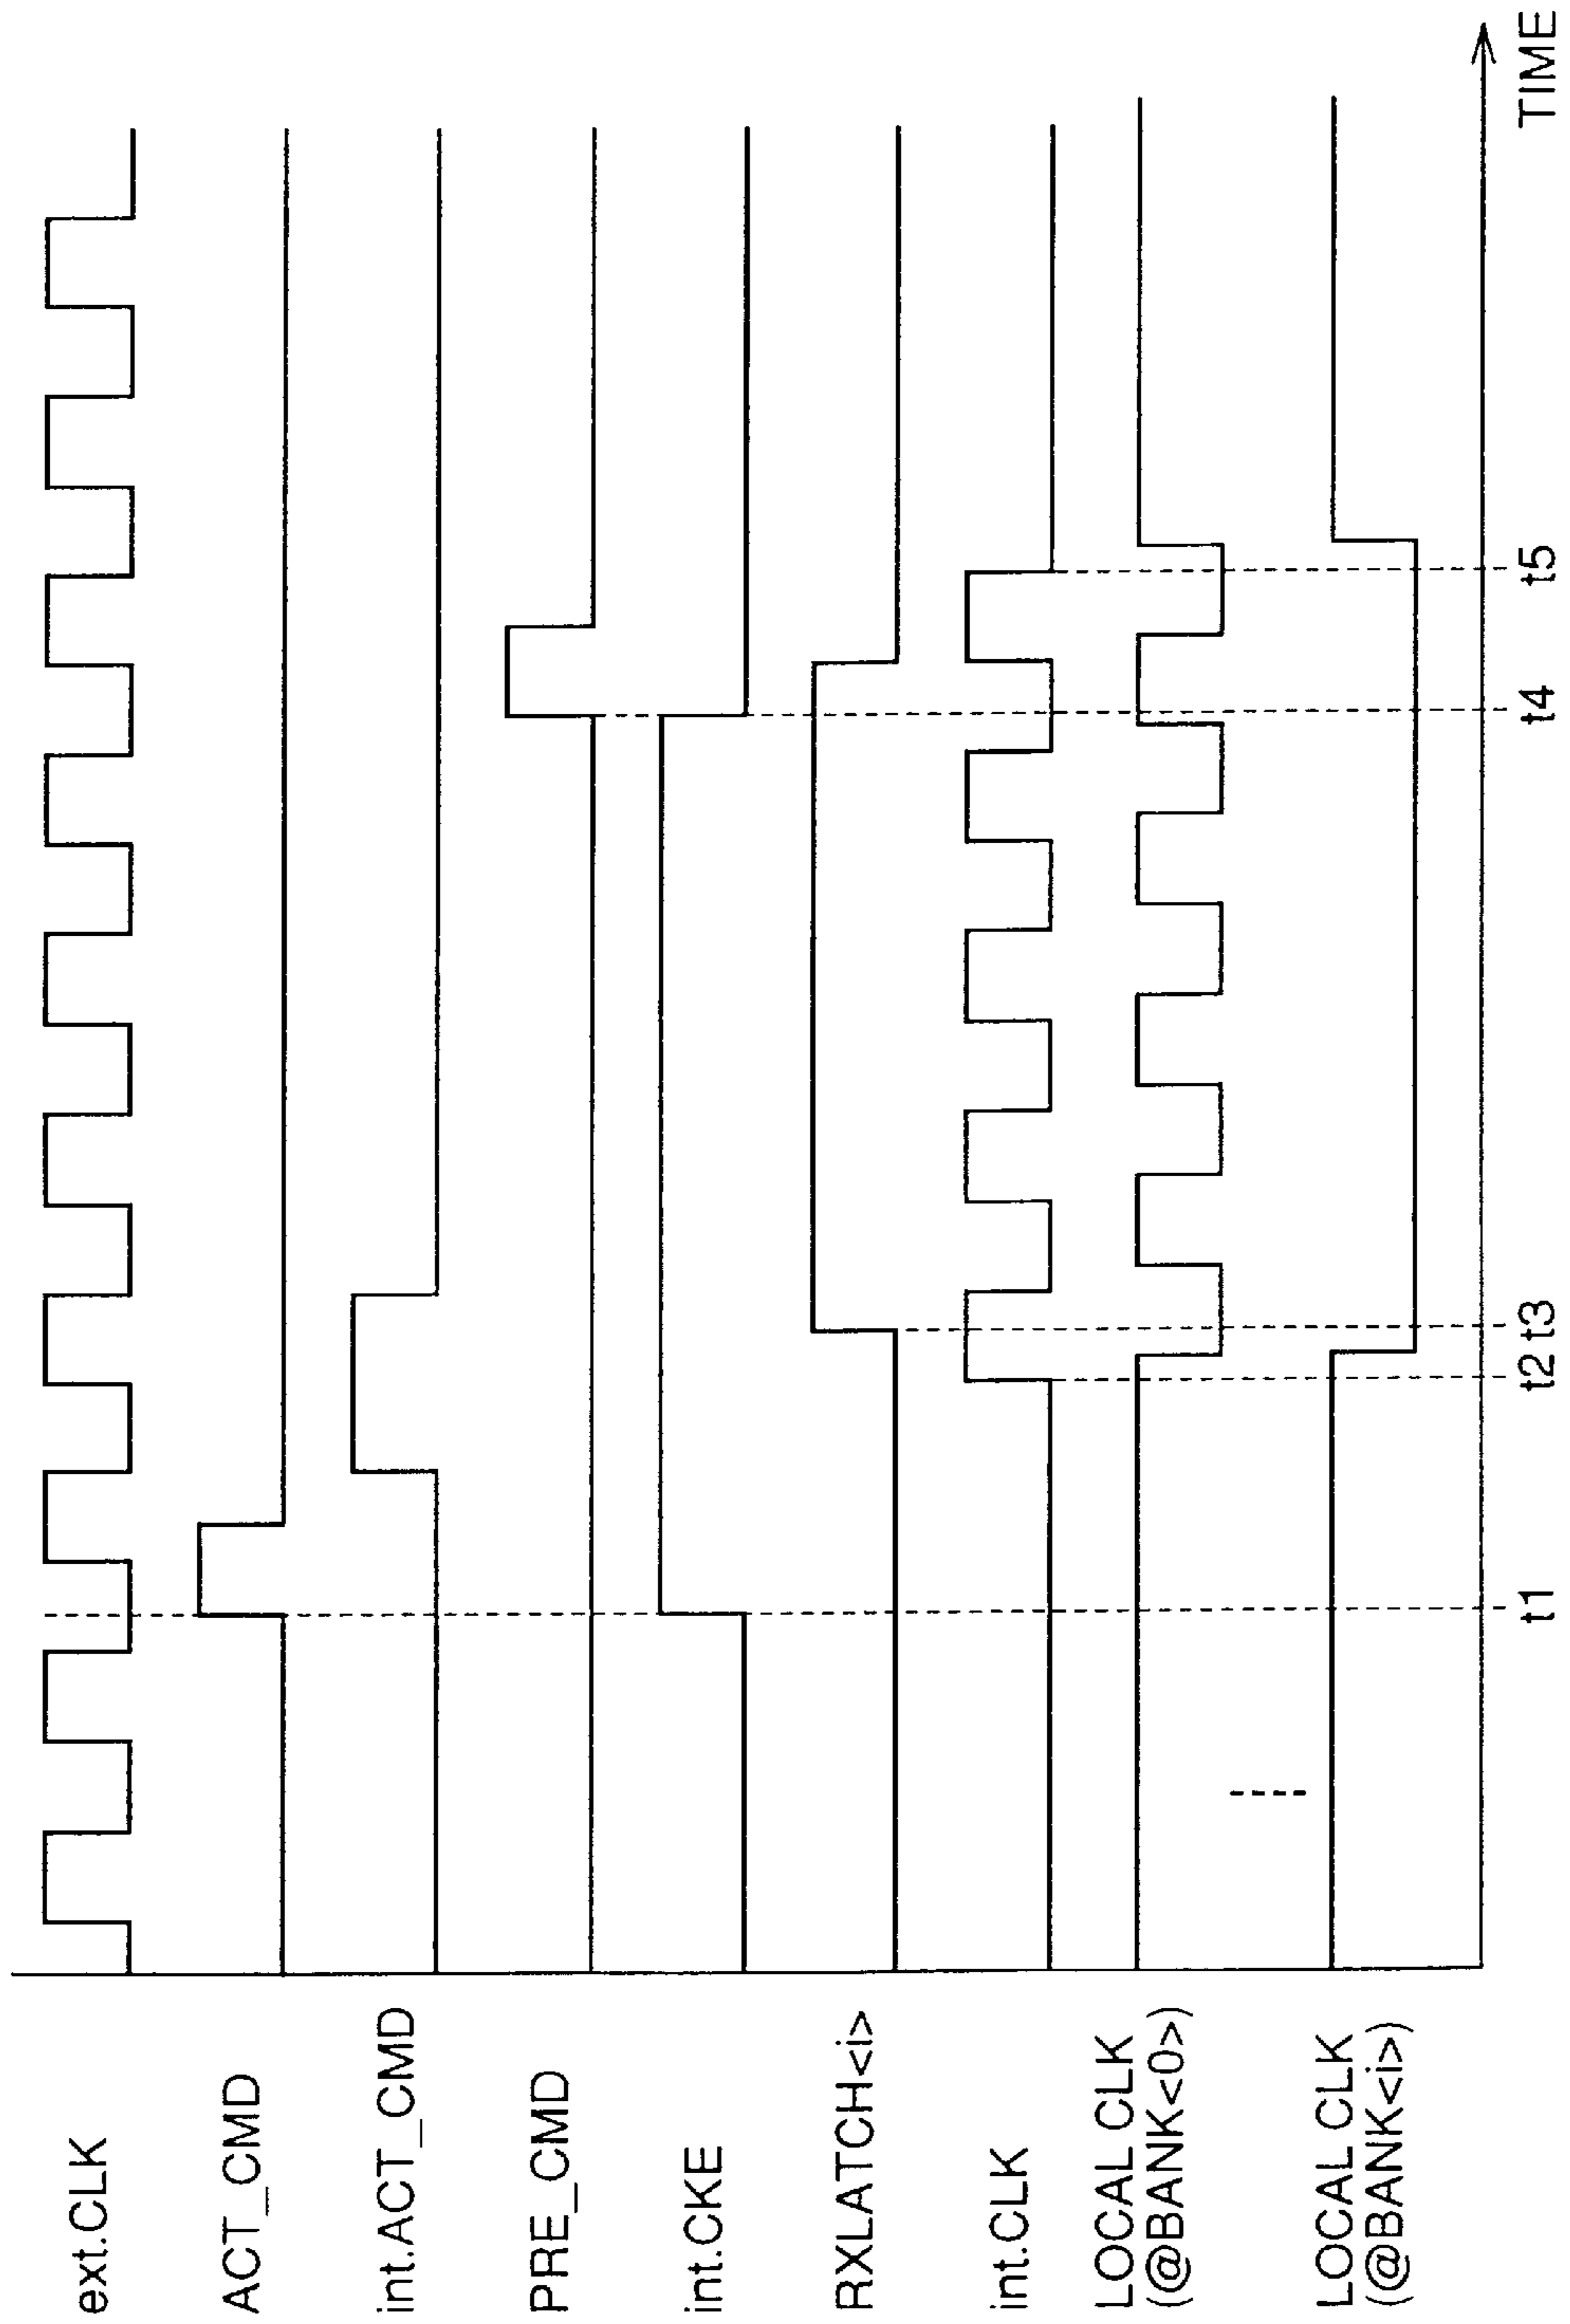 ext.CLK
ACT_CMD
int.ACT_CMD
PRE_CMD
int.CKE
RXLATCH<i>
int.CLK
LOCAL CLK
(@BANK<0>)
LOCAL CLK
(@BANK<i>)
t1
t2
t3
t4
t5
TIME